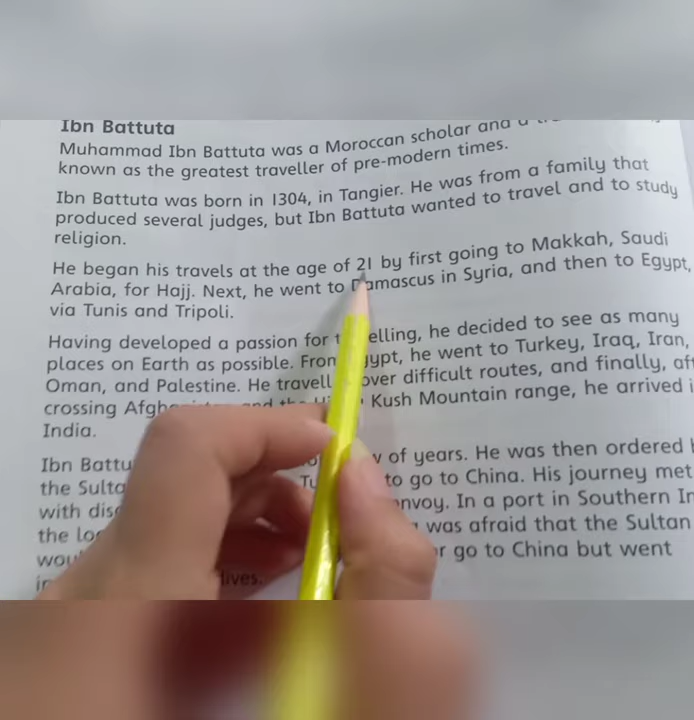 Ibn Battuta
Muhammad Ibn Battuta was a Moroccan scholar and a
known as the greatest traveller of pre-modern times.
Ibn Battuta was born in 1304, in Tangier. He was from a family that
produced several judges, but Ibn Battuta wanted to travel and to study
religion.
He began his travels at the age of 21 by first going to Makkah, Saudi
Arabia, for Hajj. Next, he went to Damascus in Syria, and then to Egypt,
via Tunis and Tripoli.
Having developed a passion for t elling, he decided to see as many
places on Earth as possible. From ypt, he went to Turkey, Iraq, Iran,
Oman, and Palestine. He travell over difficult routes, and finally, aft
crossing Afgh and the Kush Mountain range, he arrived i
India.
Ibn Battu of years. He was then ordered
the Sulta to go to China. His journey met
with dis onvoy. In a port in Southern In
the lo was afraid that the Sultan
wou go to China but went
lives.